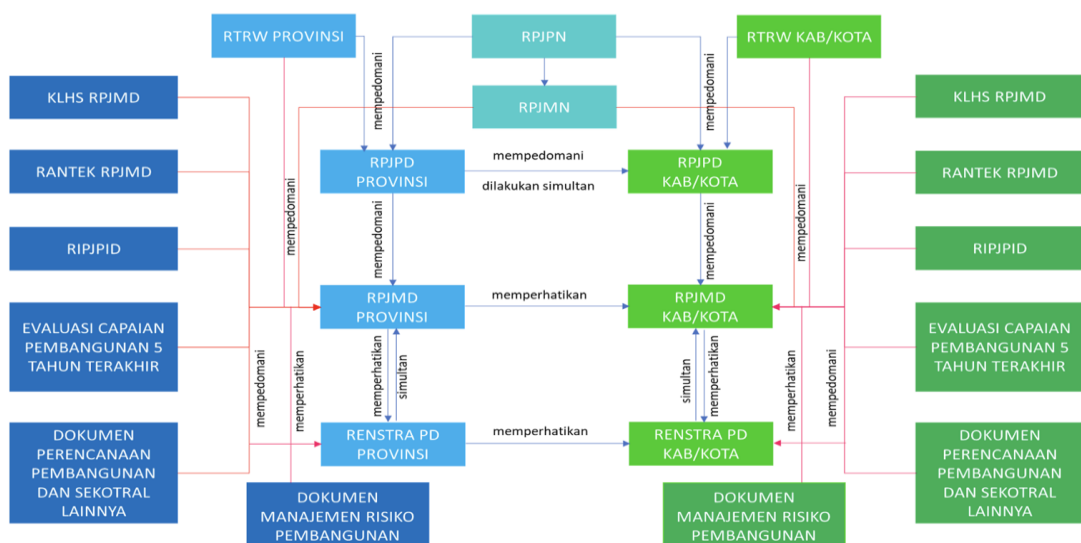 RTRW PROVINSI
RPJPN
RTRW KAB/KOTA
KLHS RPJMD
mempedomani
RPJMN
mempedomani
KLHS RPJMD
RANTEK RPJMD
RPJPD
PROVINSI
mempedomani
dilakukan simultan
RPJPD
KAB/KOTA
RANTEK RPJMD
mempedomani
mempedomani
mempedomani
mempedomani
RIPJPID
RIPJPID
RPJMD
PROVINSI
memperhatikan
RPJMD
KAB/KOTA
EVALUASI CAPAIAN
PEMBANGUNAN 5
TAHUN TERAKHIR
mempedomani
memperhatikan
memperhatikan
simultan
simultan
memperhatikan
memperhatikan
mempedomani
EVALUASI CAPAIAN
PEMBANGUNAN 5
TAHUN TERAKHIR
DOKUMEN
PERENCANAAN
PEMBANGUNAN
DAN SEKOTRAL
LAINNYA
RENSTRA PD
PROVINSI
memperhatikan
RENSTRA PD
KAB/KOTA
DOKUMEN
PERENCANAAN
PEMBANGUNAN
DAN SEKOTRAL
LAINNYA
DOKUMEN
MANAJEMEN RISIKO
PEMBANGUNAN
DOKUMEN
MANAJEMEN RISIKO
PEMBANGUNAN